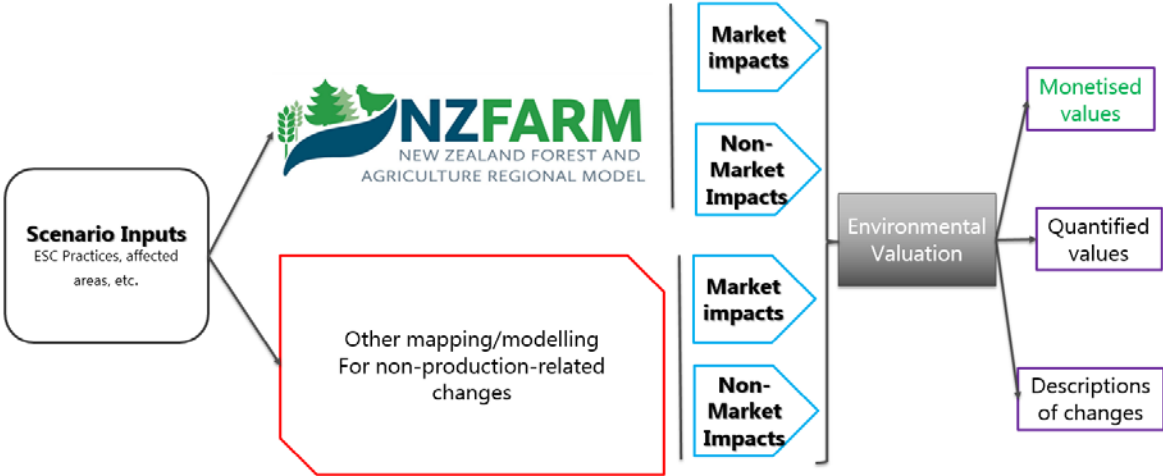 Scenario Inputs
ESC Practices, affected
areas, etc.
NZFARM
NEW ZEALAND FOREST AND
AGRICULTURE REGIONAL MODEL
Other mapping/modelling
For non-production-related
changes
Market
impacts
Non-
Market
Impacts
Market
impacts
Non-
Market
Impacts
Environmental
Valuation
Monetised
values
Quantified
values
Descriptions
of changes